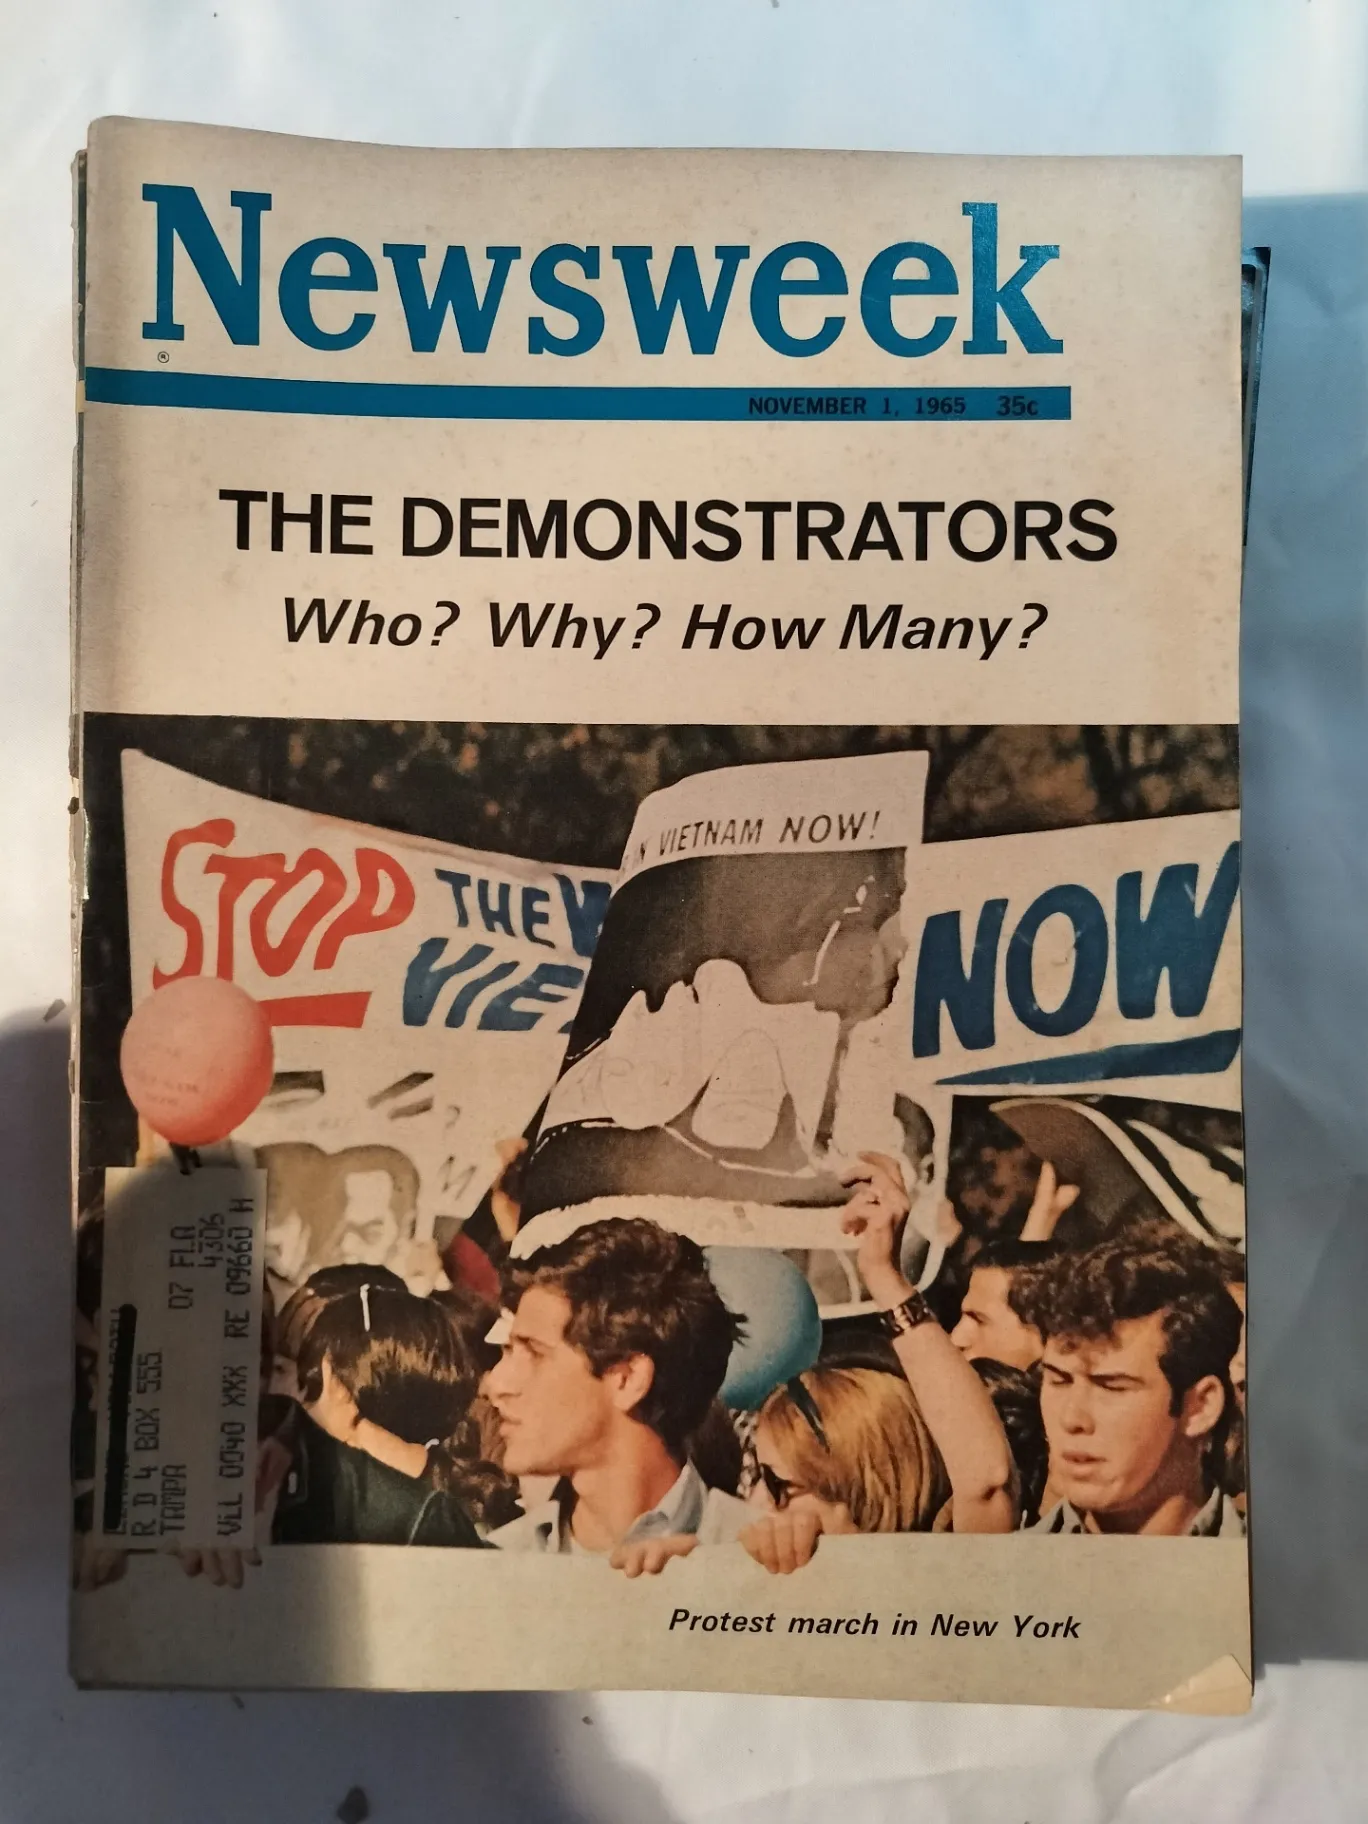 Newsweek
®
NOVEMBER 1, 1965 35c
THE DEMONSTRATORS
Who? Why? How Many?
IN VIETNAM NOW!
STOP THE W
VIE
NOW
07 FLA
4306
R D 4 BOX 555
TAMPA
VLL 0040 XXX RE 09660 H
Protest march in New York